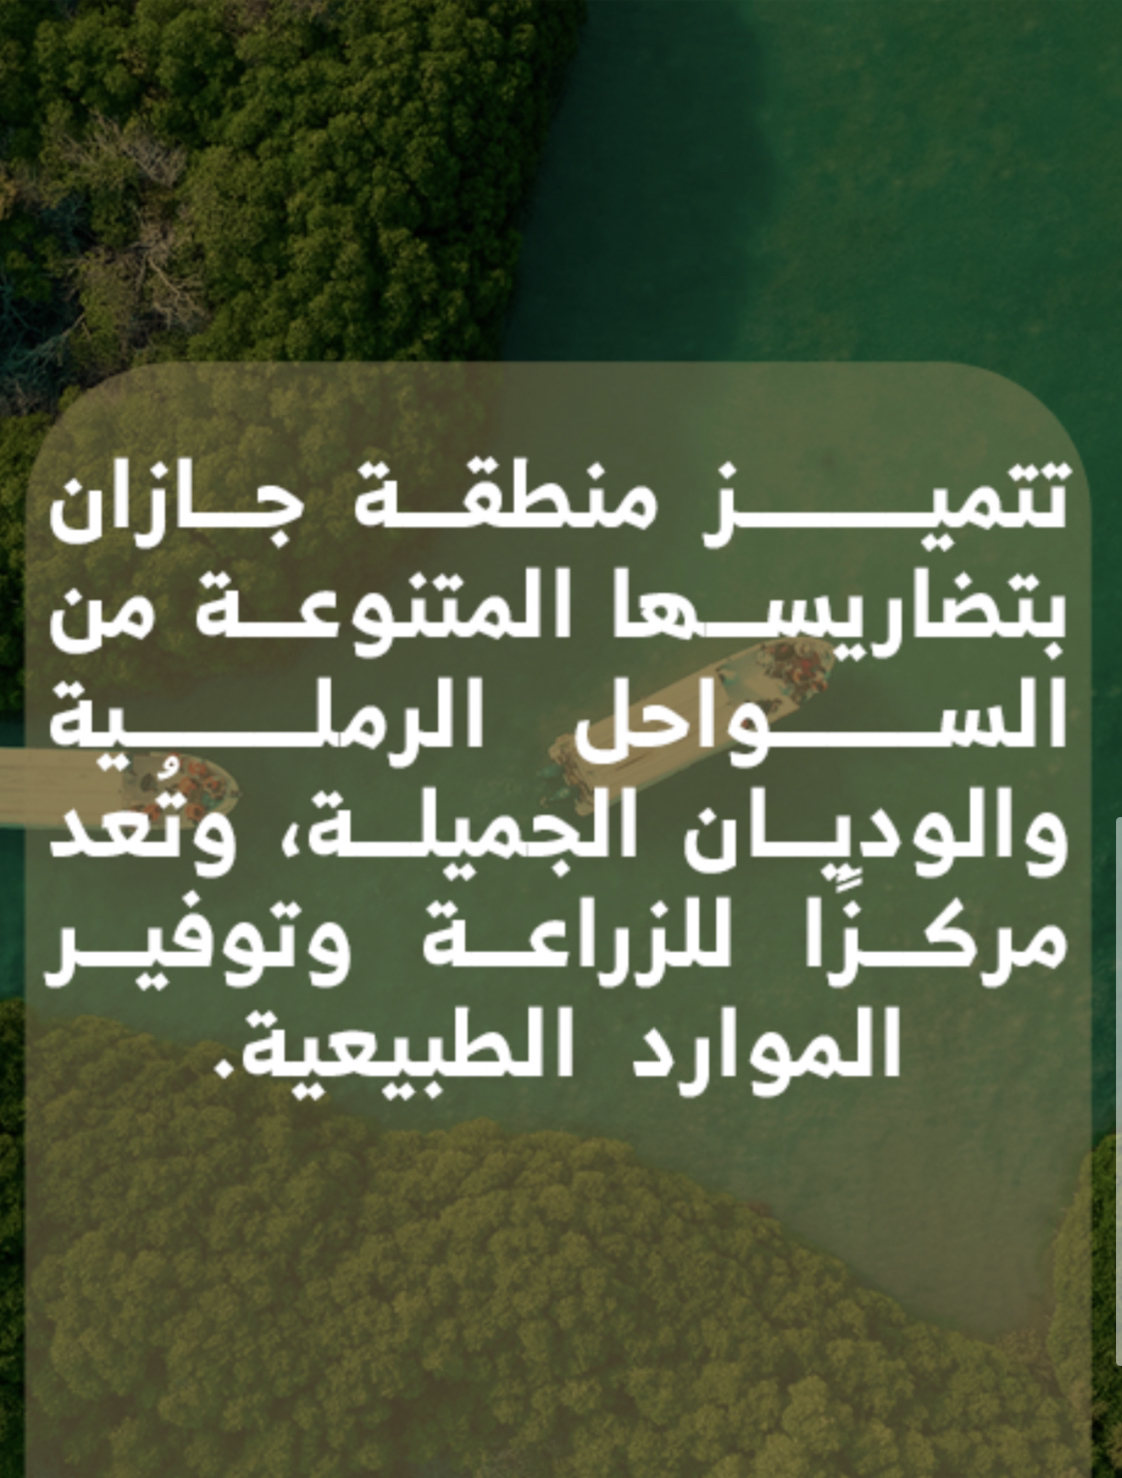 تتميز منطقة جازان
بتضاريسها المتنوعة من
السواحل الرملية
والوديان الجميلة، وتُعد
مركزًا للزراعة وتوفير
الموارد الطبيعية.